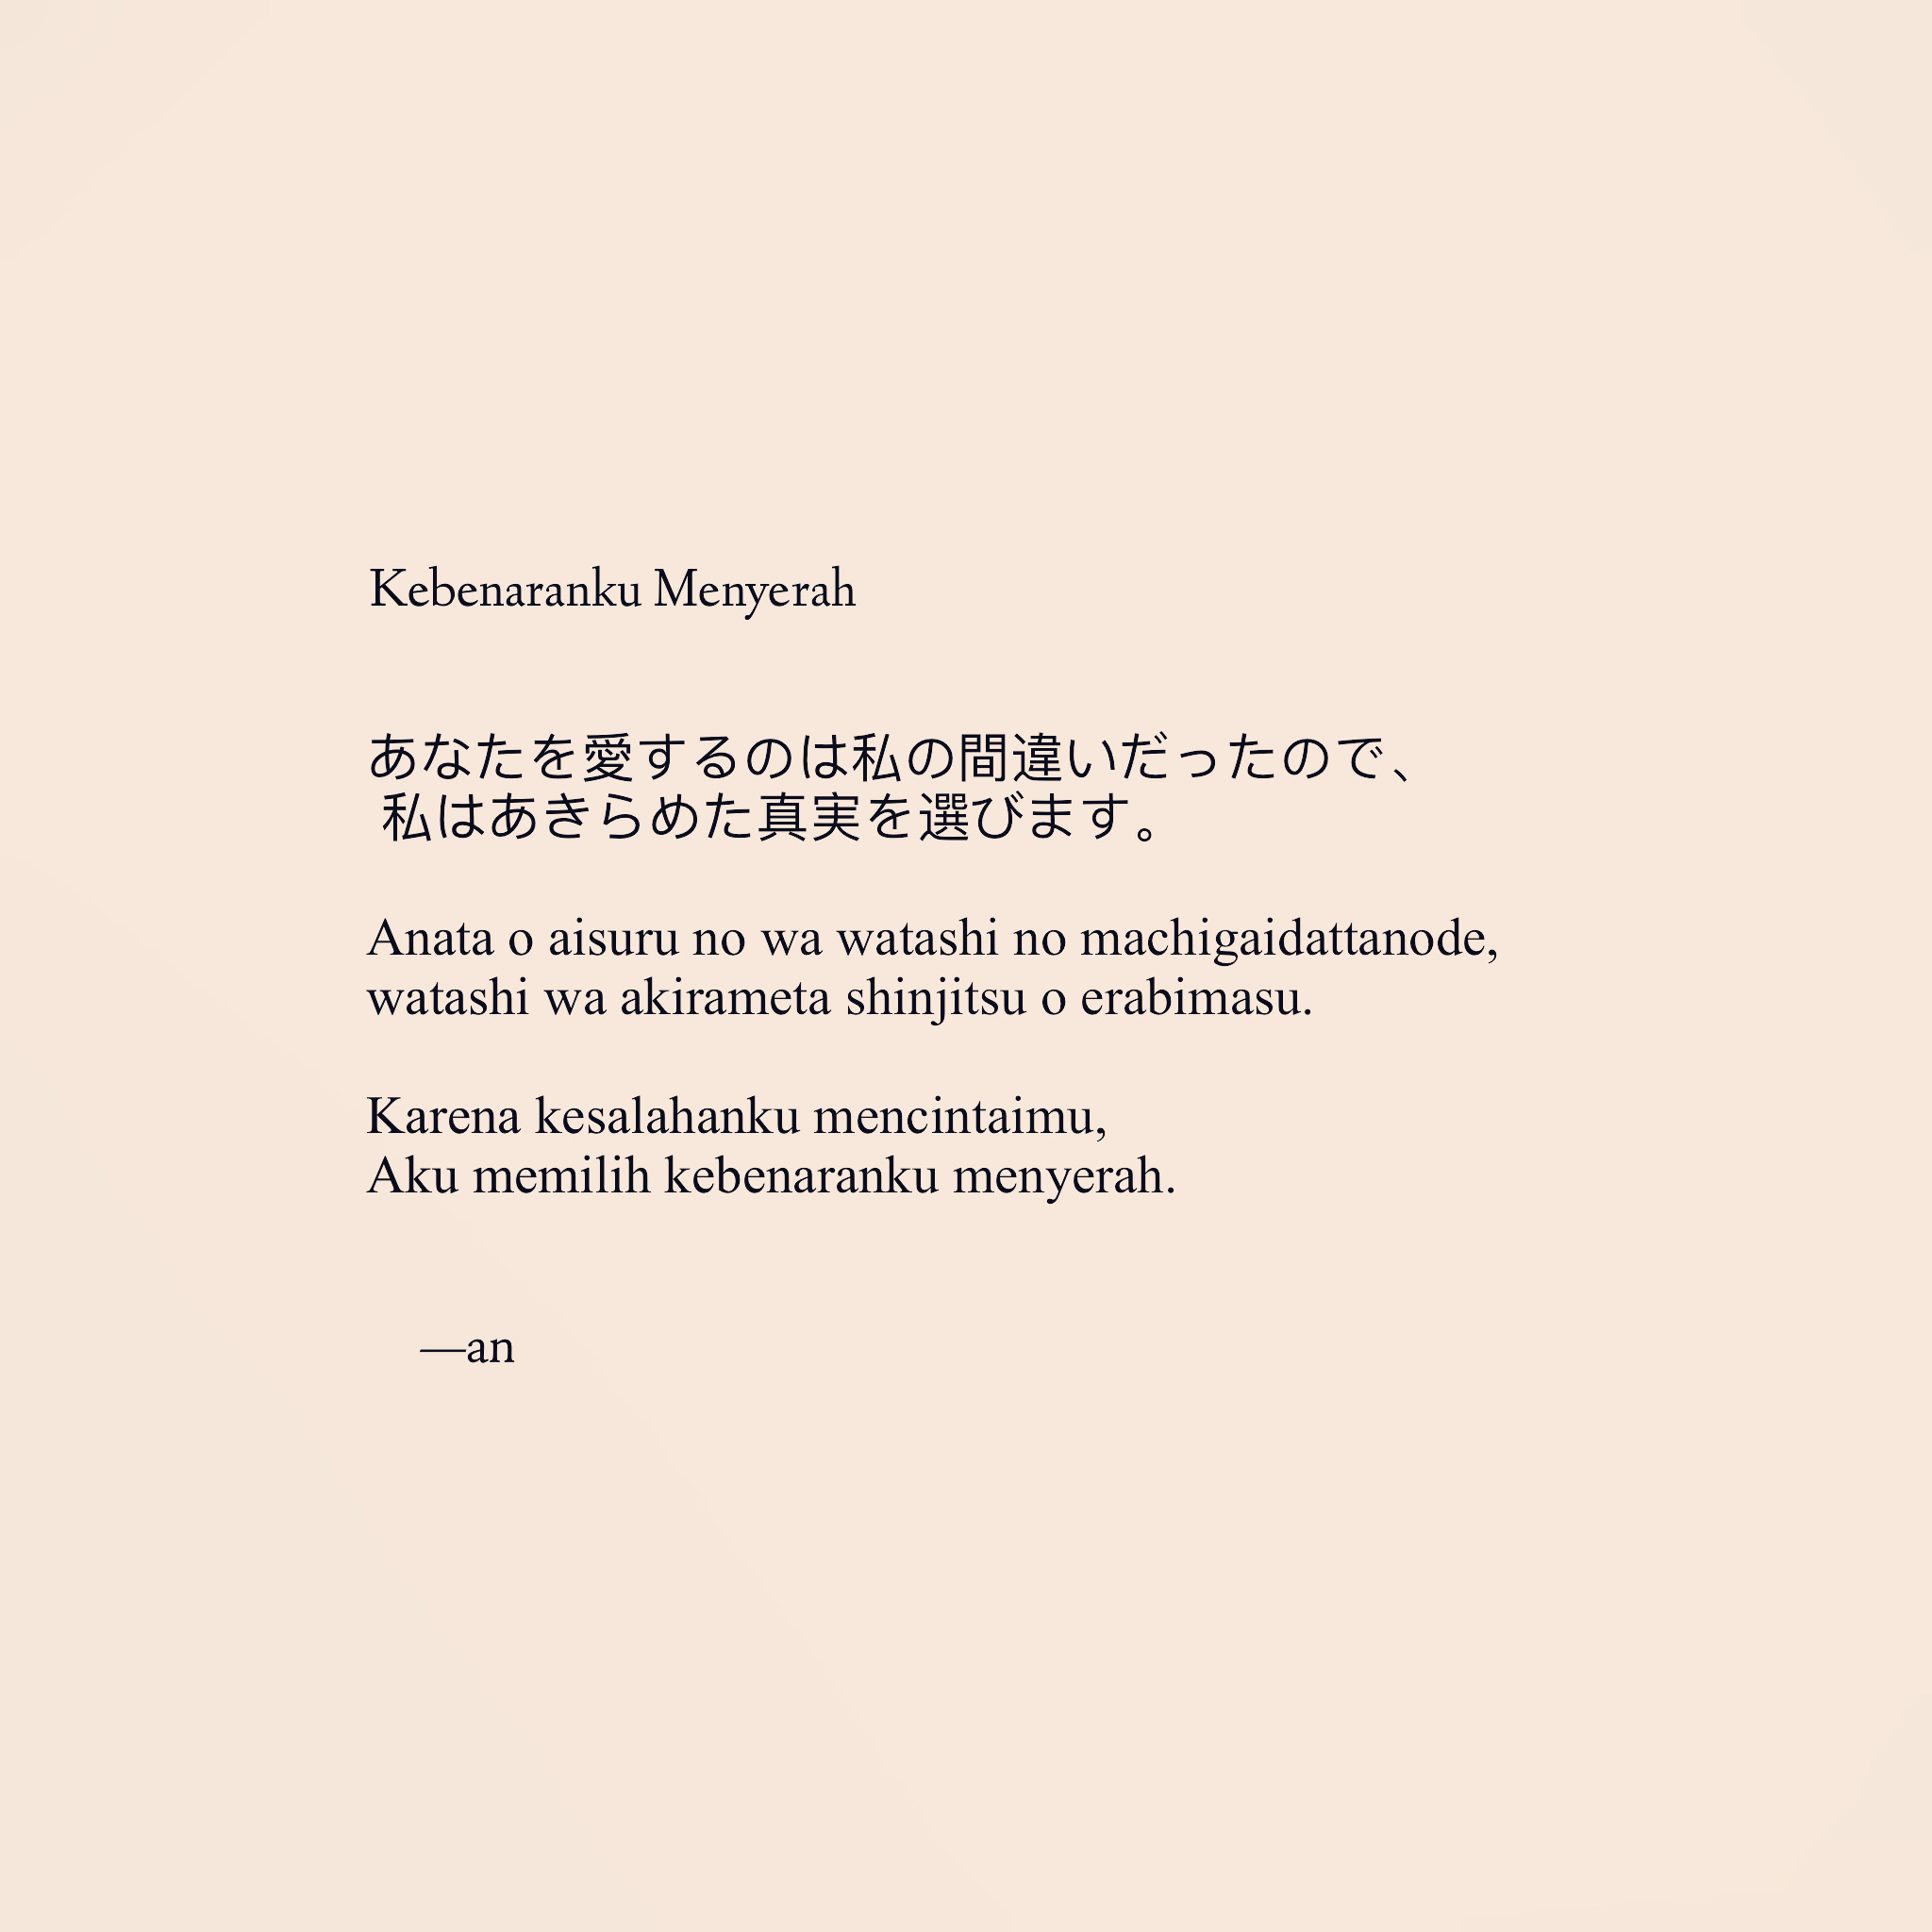 Kebenaranku Menyerah
あなたを愛するのは私の間違いだったので、
私はあきらめた真実を選びます。
Anata o aisuru no wa watashi no machigaidattanode,
watashi wa akirameta shinjitsu o erabimasu.
Karena kesalahanku mencintaimu,
Aku memilih kebenaranku menyerah.
—an